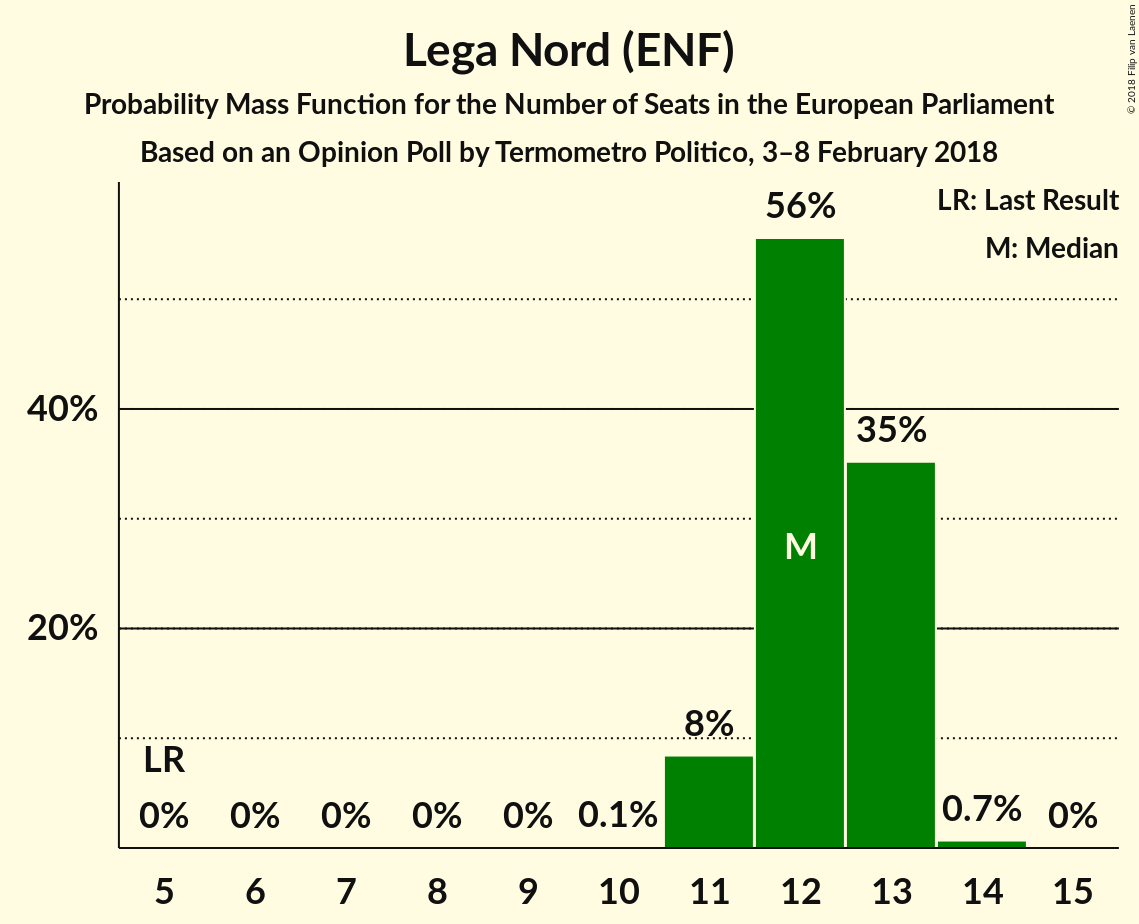 Lega Nord (ENF)
Probability Mass Function for the Number of Seats in the European Parliament
Based on an Opinion Poll by Termometro Politico, 3–8 February 2018
© 2018 Filip van Laenen
LR: Last Result
M: Median
56%
40%
35%
M
20%
8%
LR
0% 0% 0% 0% 0% 0.1% 0.7% 0%
5 6 7 8 9 10 11 12 13 14 15